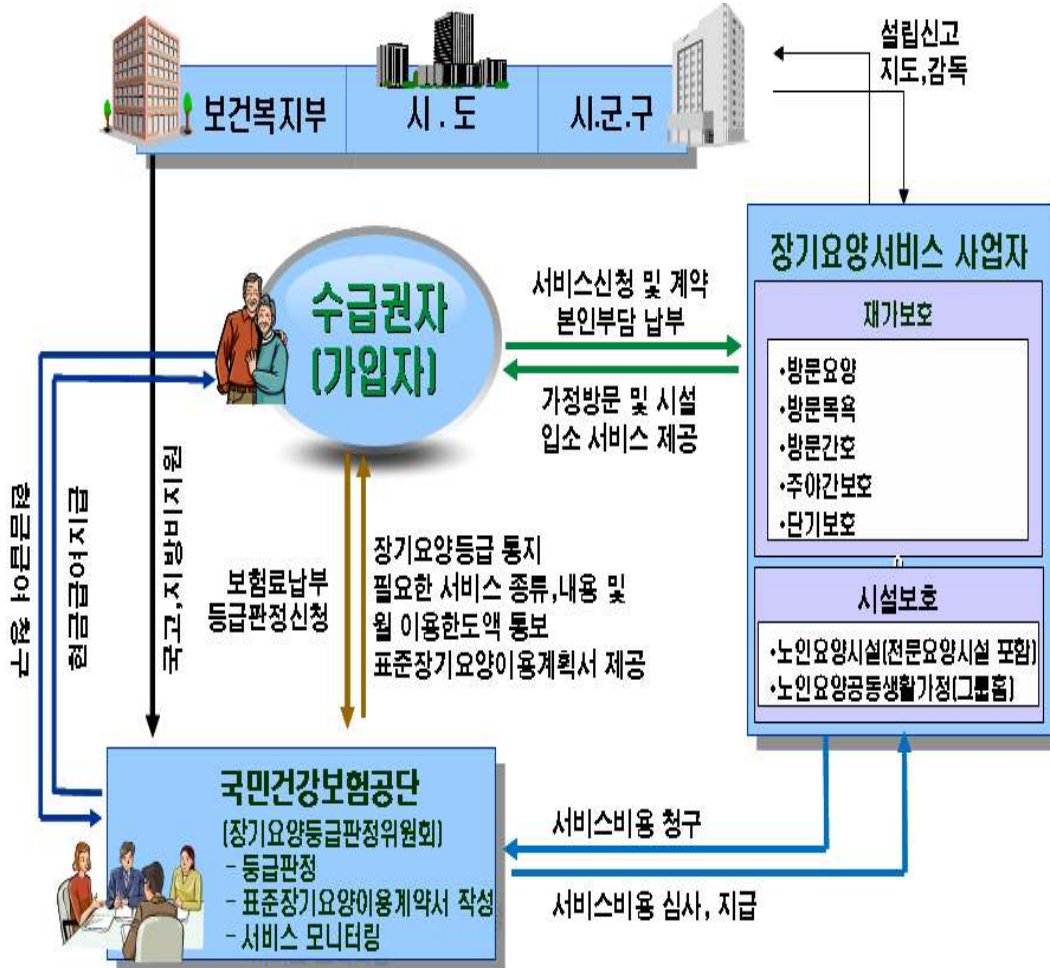 보건복지부
시.도
시.군.구
설립신고
지도,감독
장기요양서비스 사업자
재가보호
•방문요양
•방문목욕
•방문간호
•주야간보호
•단기보호
시설보호
•노인요양시설(전문요양시설 포함)
•노인요양공동생활가정(그룹홈)
수급권자
(가입자)
서비스신청 및 계약
본인부담 납부
가정방문 및 시설
입소 서비스 제공
현금급여 지급
국고,지방비지원
보험료납부
등급판정신청
장기요양등급 통지
필요한 서비스 종류,내용 및
월 이용한도액 통보
표준장기요양이용계획서 제공
국민건강보험공단
(장기요양등급판정위원회)
- 등급판정
- 표준장기요양이용계약서 작성
- 서비스 모니터링
서비스비용 청구
서비스비용 심사, 지급